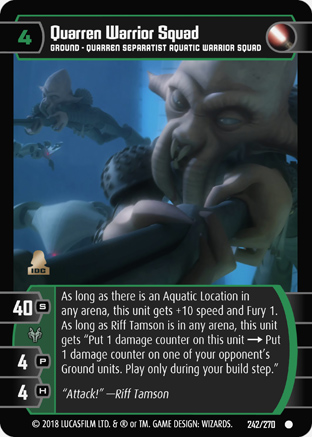 4
Quarren Warrior Squad
GROUND - QUARREN SEPARATIST AQUATIC WARRIOR SQUAD
IDC
40 S
4 P
4 H
As long as there is an Aquatic Location in
any arena, this unit gets +10 speed and Fury 1.
As long as Riff Tamson is in any arena, this unit
gets “Put 1 damage counter on this unit → Put
1 damage counter on one of your opponent's
Ground units. Play only during your build step.”
“Attack!” —Riff Tamson
© 2018 LUCASFILM LTD. & ® or TM. GAME DESIGN: WIZARDS. 242/270